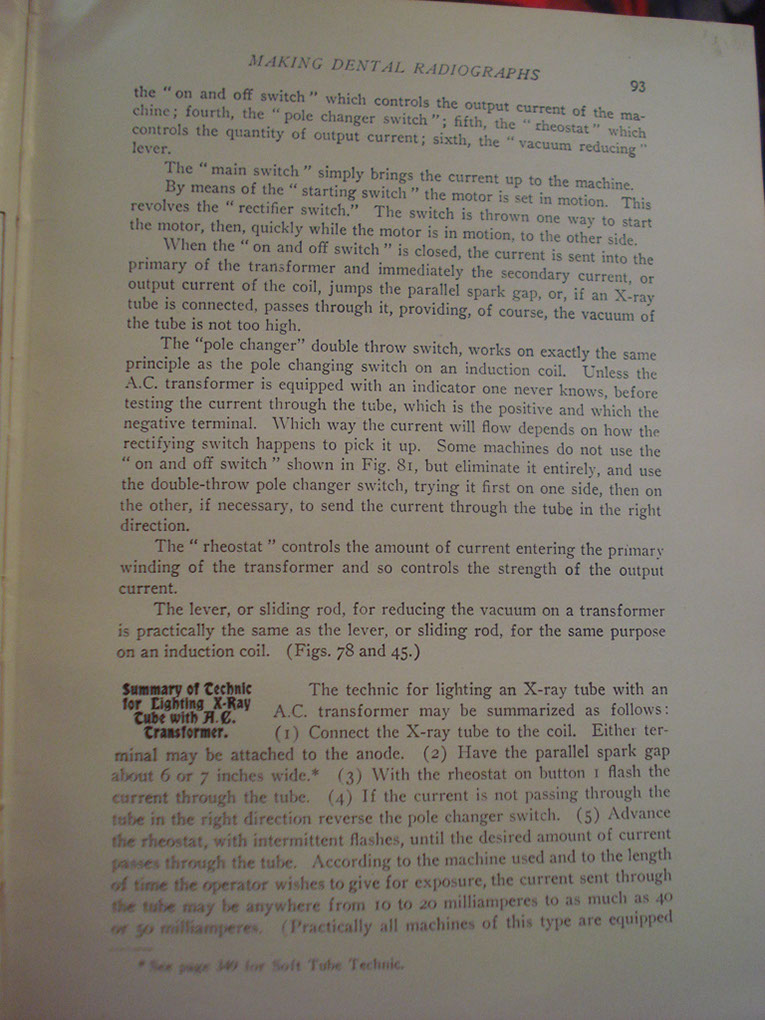 MAKING DENTAL RADIOGRAPHS 93
the "on and off switch" which controls the output current of the ma-
chine; fourth, the "pole changer switch"; fifth, the "rheostat" which
controls the quantity of output current; sixth, the "vacuum reducing"
lever.
The "main switch" simply brings the current up to the machine.
By means of the "starting switch" the motor is set in motion. This
revolves the "rectifier switch." The switch is thrown one way to start
the motor, then, quickly while the motor is in motion, to the other side.
When the "on and off switch" is closed, the current is sent into the
primary of the transformer and immediately the secondary current, or
output current of the coil, jumps the parallel spark gap, or, if an X-ray
tube is connected, passes through it, providing, of course, the vacuum of
the tube is not too high.
The "pole changer" double throw switch, works on exactly the same
principle as the pole changing switch on an induction coil. Unless the
A.C. transformer is equipped with an indicator one never knows, before
testing the current through the tube, which is the positive and which the
negative terminal. Which way the current will flow depends on how the
rectifying switch happens to pick it up. Some machines do not use the
"on and off switch" shown in Fig. 81, but eliminate it entirely, and use
the double-throw pole changer switch, trying it first on one side, then on
the other, if necessary, to send the current through the tube in the right
direction.
The "rheostat" controls the amount of current entering the primary
winding of the transformer and so controls the strength of the output
current.
The lever, or sliding rod, for reducing the vacuum on a transformer
is practically the same as the lever, or sliding rod, for the same purpose
on an induction coil. (Figs. 78 and 45.)
Summary of Technic
for Lighting X-Ray
Tube with A.C.
Transformer.
The technic for lighting an X-ray tube with an
A.C. transformer may be summarized as follows:
(1) Connect the X-ray tube to the coil. Either ter-
minal may be attached to the anode. (2) Have the parallel spark gap
about 6 or 7 inches wide.* (3) With the rheostat on button 1 flash the
current through the tube. (4) If the current is not passing through the
tube in the right direction reverse the pole changer switch. (5) Advance
the rheostat, with intermittent flashes, until the desired amount of current
passes through the tube. According to the machine used and to the length
of time the operator wishes to give for exposure, the current sent through
the tube may be anywhere from 10 to 20 milliamperes to as much as 40
or 50 milliamperes. (Practically all machines of this type are equipped
* See page 349 for Soft Tube Technic.